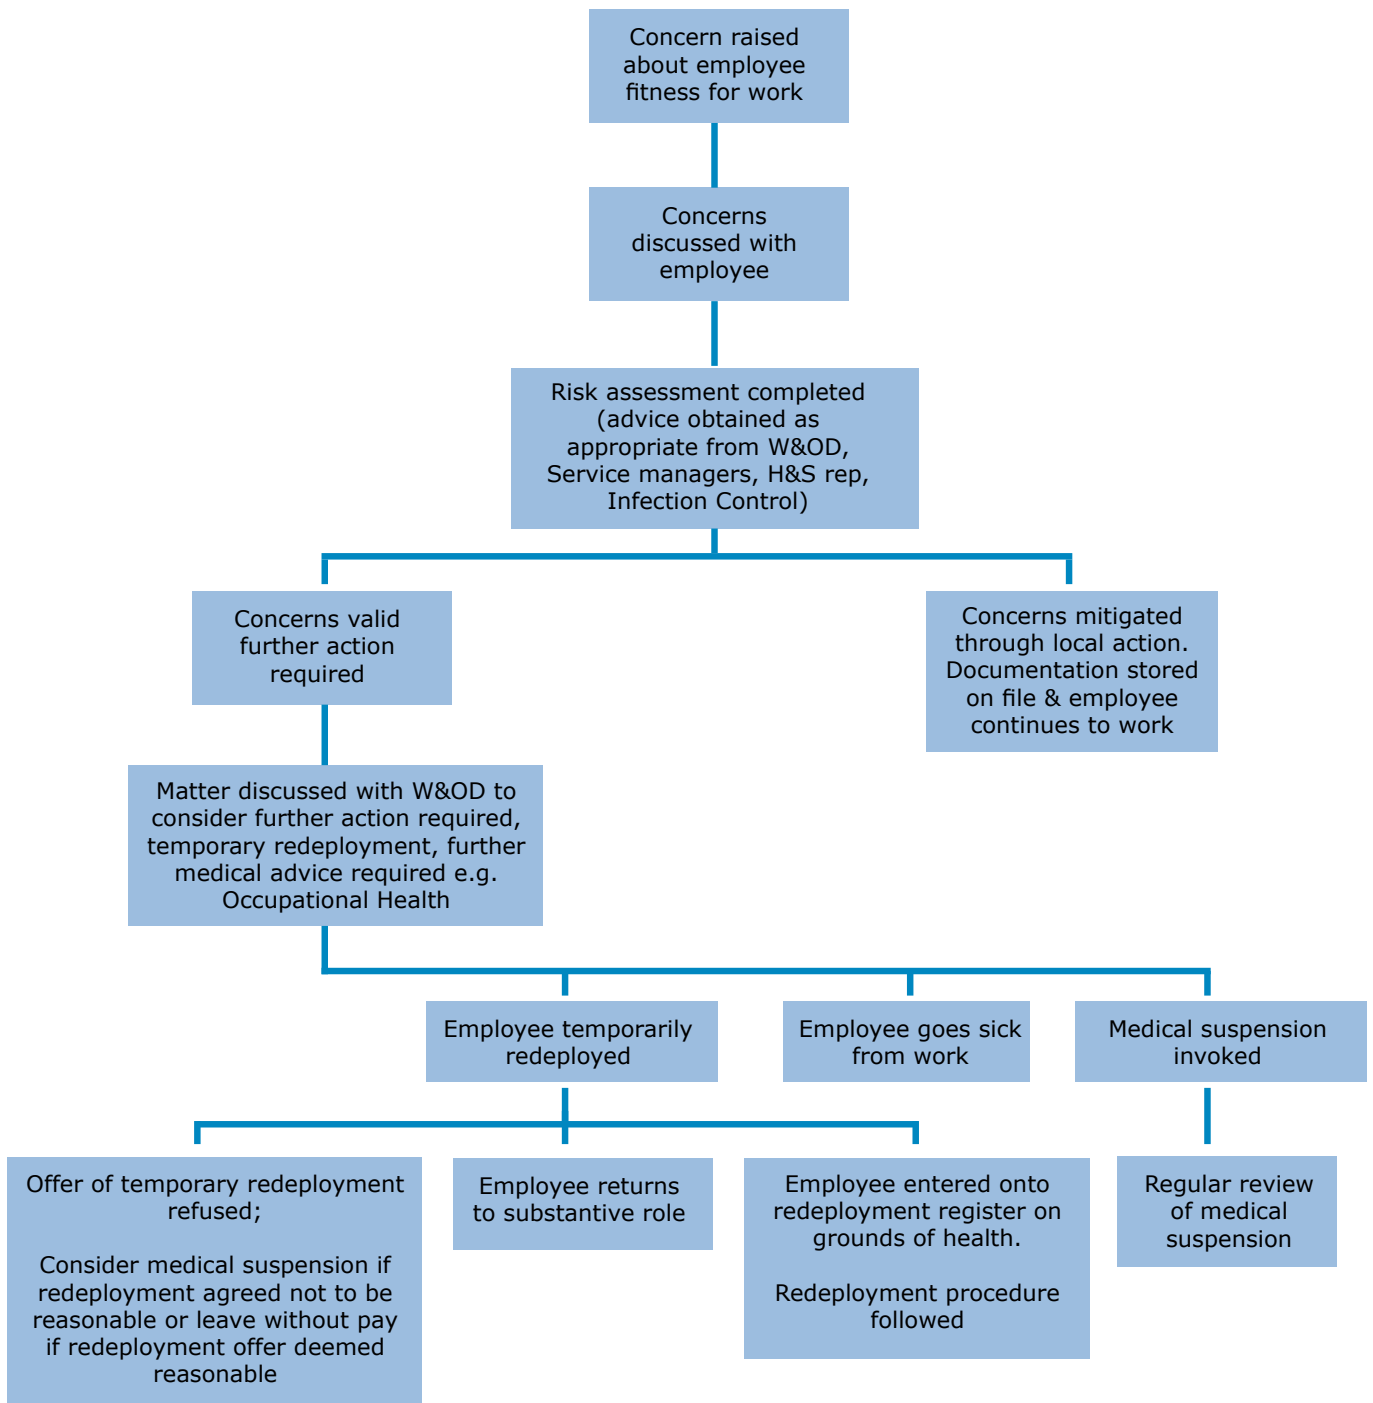 Concern raised
about employee
fitness for work
Concerns
discussed with
employee
Risk assessment completed
(advice obtained as
appropriate from W&OD,
Service managers, H&S rep,
Infection Control)
Concerns valid
further action
required
Concerns mitigated
through local action.
Documentation stored
on file & employee
continues to work
Matter discussed with W&OD to
consider further action required,
temporary redeployment, further
medical advice required e.g.
Occupational Health
Employee temporarily
redeployed
Employee goes sick
from work
Medical suspension
invoked
Offer of temporary redeployment
refused;
Consider medical suspension if
redeployment agreed not to be
reasonable or leave without pay
if redeployment offer deemed
reasonable
Employee returns
to substantive role
Employee entered onto
redeployment register on
grounds of health.
Redeployment procedure
followed
Regular review
of medical
suspension